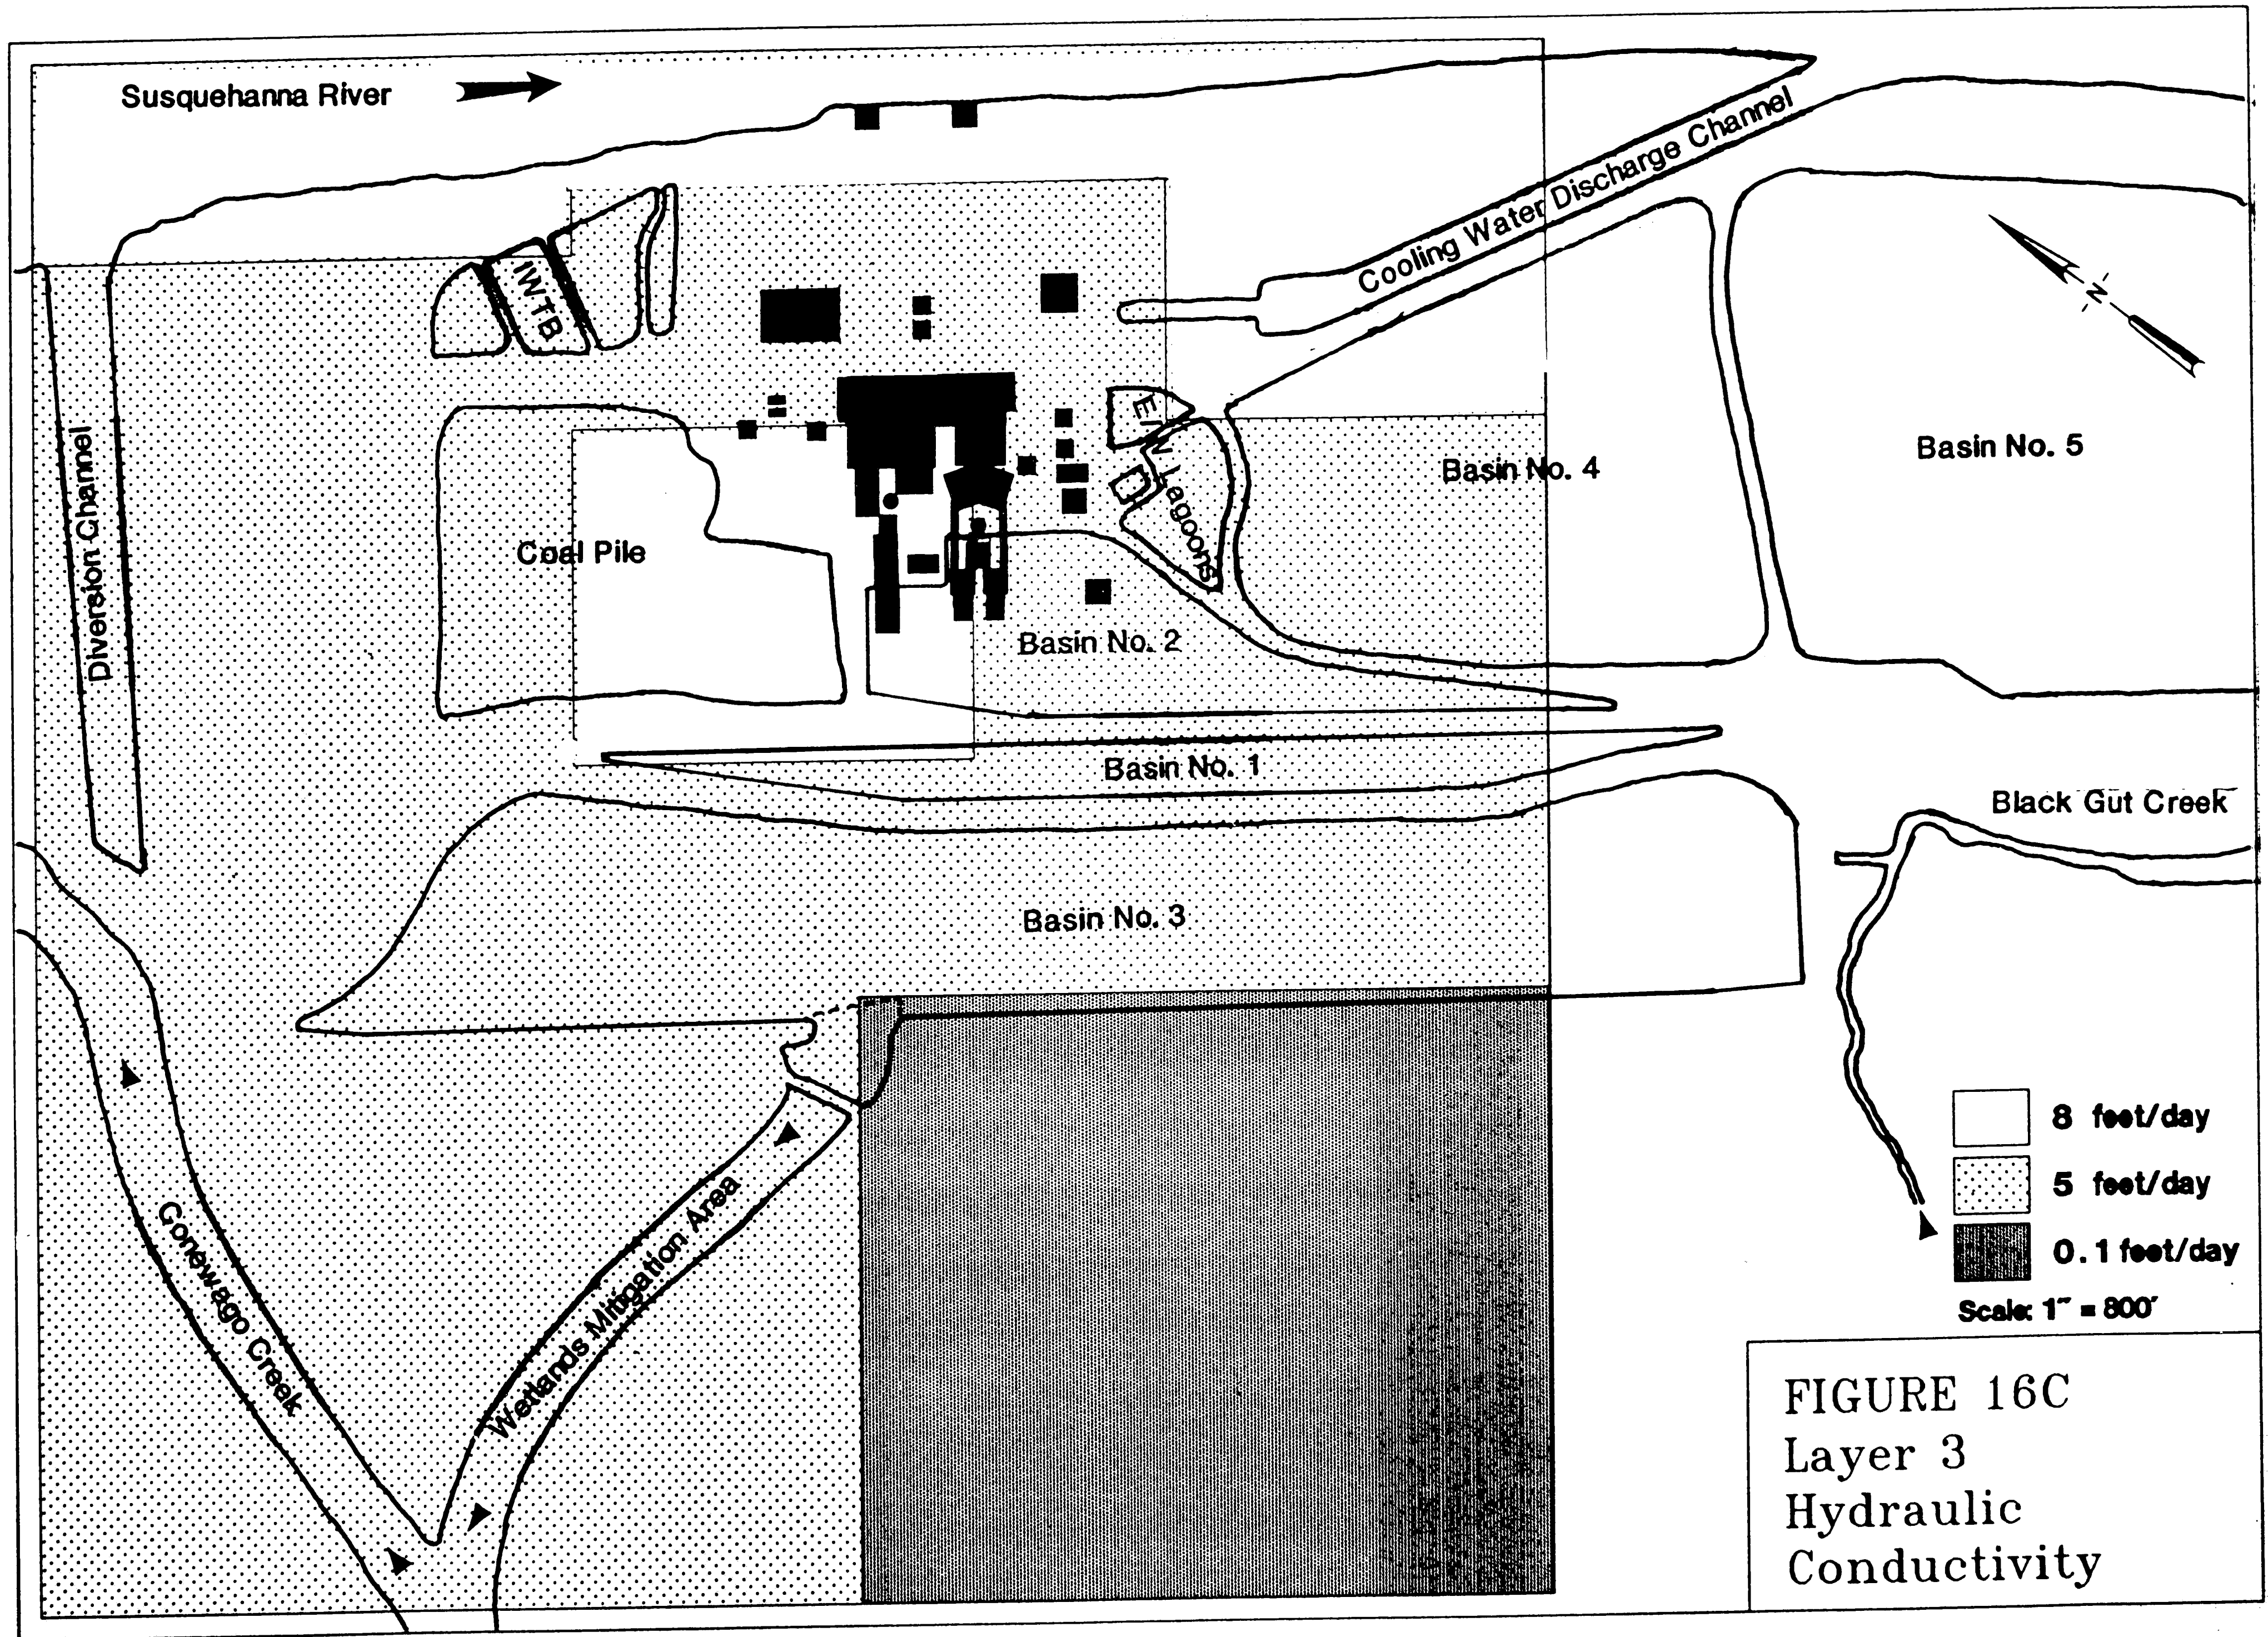 Susquehanna River
Cooling Water Discharge Channel
IWTB
N
Diversion Channel
E/W Lagoons
Basin No. 4
Basin No. 5
Coal Pile
Basin No. 2
Basin No. 1
Black Gut Creek
Basin No. 3
8 feet/day
5 feet/day
0.1 feet/day
Scale: 1" = 800'
Wetlands Mitigation Area
Conewago Creek
FIGURE 16C
Layer 3
Hydraulic
Conductivity